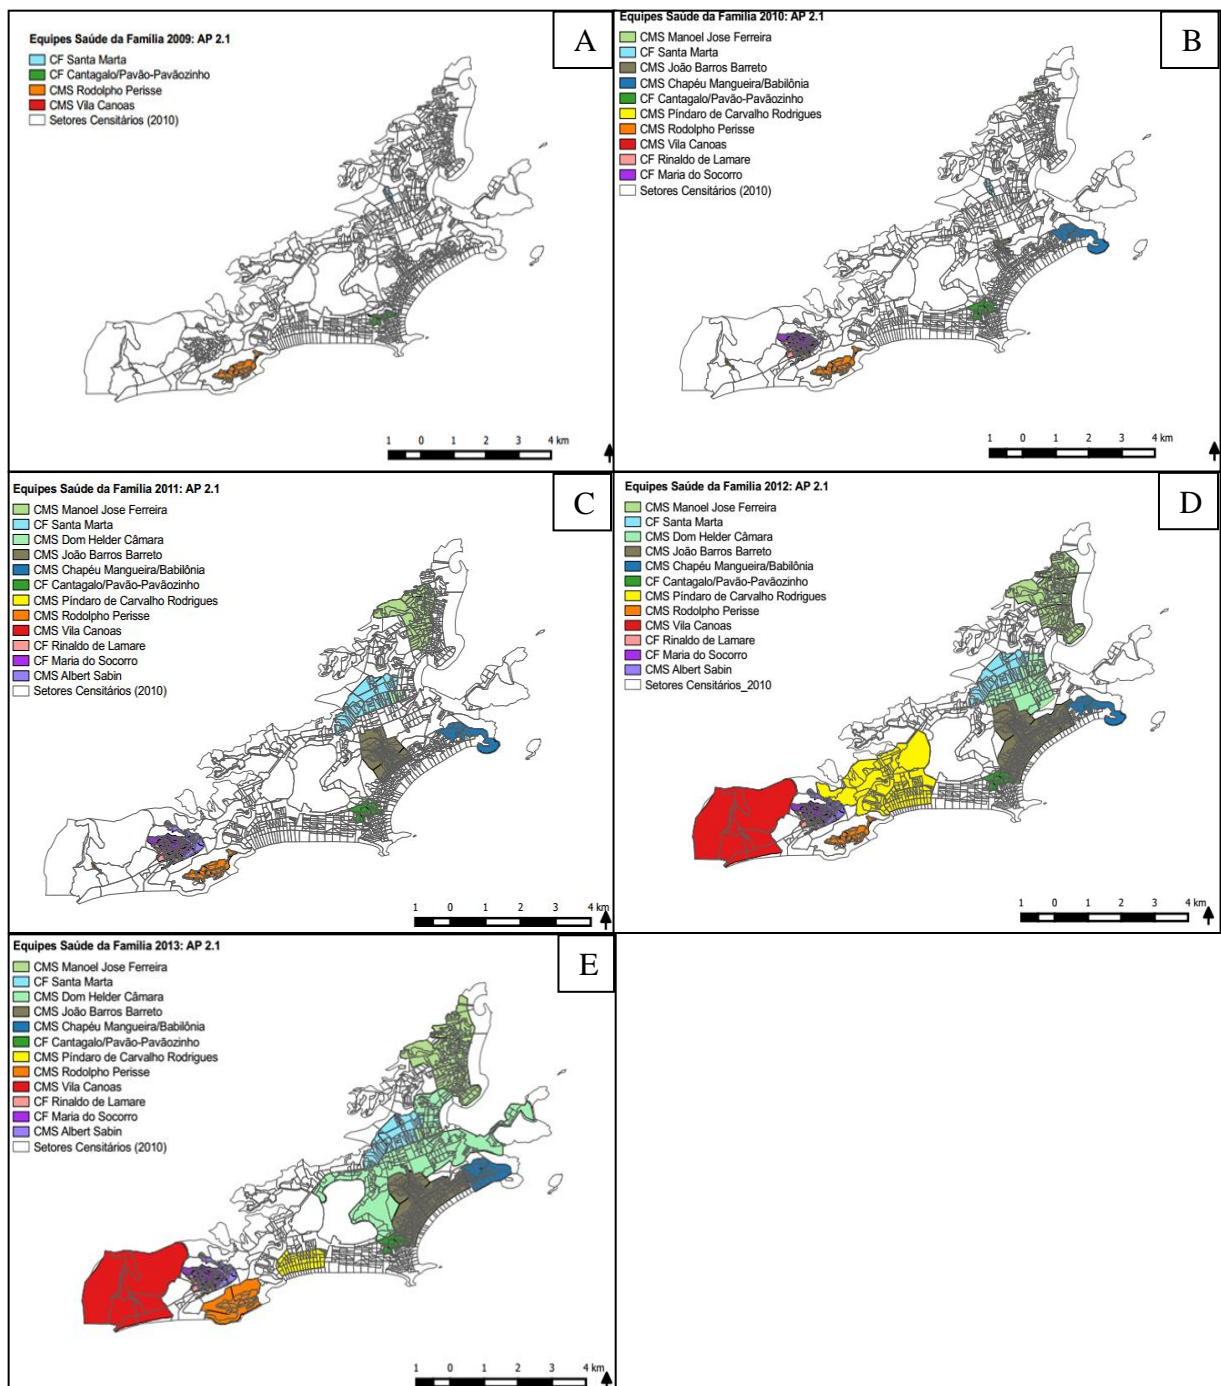 Equipes Saúde da Família 2009: AP 2.1
CF Santa Marta
CF Cantagalo/Pavão-Pavãozinho
CMS Rodolpho Perisse
CMS Vila Canoas
Setores Censitários (2010)
A
1 0 1 2 3 4 km
Equipes Saúde da Família 2010: AP 2.1
CMS Manoel Jose Ferreira
CF Santa Marta
CMS João Barros Barreto
CMS Chapéu Mangueira/Babilônia
CF Cantagalo/Pavão-Pavãozinho
CMS Píndaro de Carvalho Rodrigues
CMS Rodolpho Perisse
CMS Vila Canoas
CF Rinaldo de Lamare
CF Maria do Socorro
Setores Censitários (2010)
B
1 0 1 2 3 4 km
Equipes Saúde da Família 2011: AP 2.1
CMS Manoel Jose Ferreira
CF Santa Marta
CMS Dom Helder Câmara
CMS João Barros Barreto
CMS Chapéu Mangueira/Babilônia
CF Cantagalo/Pavão-Pavãozinho
CMS Píndaro de Carvalho Rodrigues
CMS Rodolpho Perisse
CMS Vila Canoas
CF Rinaldo de Lamare
CF Maria do Socorro
CMS Albert Sabin
Setores Censitários (2010)
C
1 0 1 2 3 4 km
Equipes Saúde da Família 2012: AP 2.1
CMS Manoel Jose Ferreira
CF Santa Marta
CMS Dom Helder Câmara
CMS João Barros Barreto
CMS Chapéu Mangueira/Babilônia
CF Cantagalo/Pavão-Pavãozinho
CMS Píndaro de Carvalho Rodrigues
CMS Rodolpho Perisse
CMS Vila Canoas
CF Rinaldo de Lamare
CF Maria do Socorro
CMS Albert Sabin
Setores Censitários_2010
D
1 0 1 2 3 4 km
Equipes Saúde da Família 2013: AP 2.1
CMS Manoel Jose Ferreira
CF Santa Marta
CMS Dom Helder Câmara
CMS João Barros Barreto
CMS Chapéu Mangueira/Babilônia
CF Cantagalo/Pavão-Pavãozinho
CMS Píndaro de Carvalho Rodrigues
CMS Rodolpho Perisse
CMS Vila Canoas
CF Rinaldo de Lamare
CF Maria do Socorro
CMS Albert Sabin
Setores Censitários (2010)
E
1 0 1 2 3 4 km